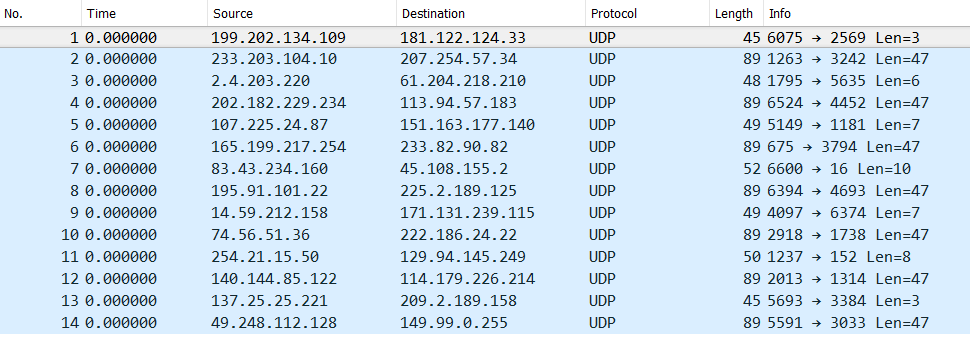 No. Time Source Destination Protocol Length Info
1 0.000000 199.202.134.109 181.122.124.33 UDP 45 6075 → 2569 Len=3
2 0.000000 233.203.104.10 207.254.57.34 UDP 89 1263 → 3242 Len=47
3 0.000000 2.4.203.220 61.204.218.210 UDP 48 1795 → 5635 Len=6
4 0.000000 202.182.229.234 113.94.57.183 UDP 89 6524 → 4452 Len=47
5 0.000000 107.225.24.87 151.163.177.140 UDP 49 5149 → 1181 Len=7
6 0.000000 165.199.217.254 233.82.90.82 UDP 89 675 → 3794 Len=47
7 0.000000 83.43.234.160 45.108.155.2 UDP 52 6600 → 16 Len=10
8 0.000000 195.91.101.22 225.2.189.125 UDP 89 6394 → 4693 Len=47
9 0.000000 14.59.212.158 171.131.239.115 UDP 49 4097 → 6374 Len=7
10 0.000000 74.56.51.36 222.186.24.22 UDP 89 2918 → 1738 Len=47
11 0.000000 254.21.15.50 129.94.145.249 UDP 50 1237 → 152 Len=8
12 0.000000 140.144.85.122 114.179.226.214 UDP 89 2013 → 1314 Len=47
13 0.000000 137.25.25.221 209.2.189.158 UDP 45 5693 → 3384 Len=3
14 0.000000 49.248.112.128 149.99.0.255 UDP 89 5591 → 3033 Len=47